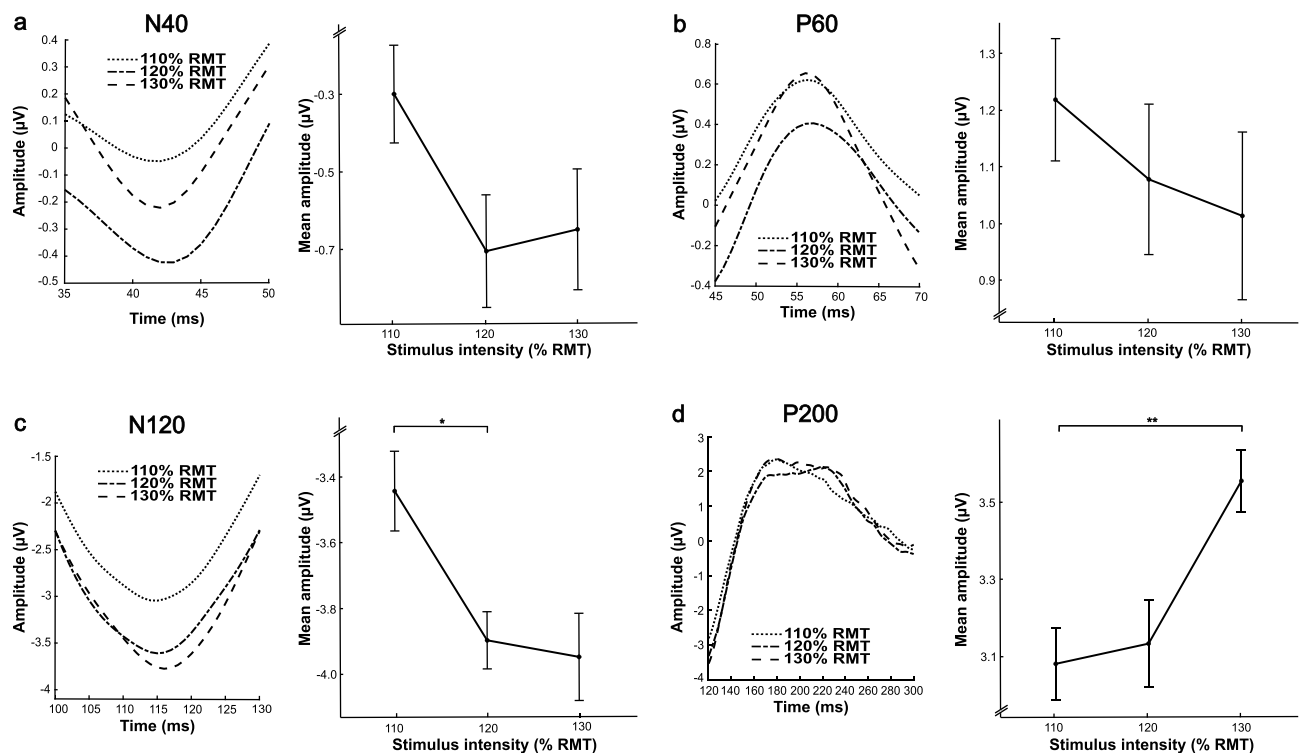 a
N40
Amplitude (µV)
0.4
0.3
0.2
0.1
0
-0.1
-0.2
-0.3
-0.4
-0.5
110% RMT
120% RMT
130% RMT
35 40 45 50
Time (ms)
Mean amplitude (µV)
-0.3
-0.5
-0.7
110 120 130
Stimulus intensity (% RMT)
b
P60
Amplitude (µV)
0.8
0.6
0.4
0.2
0
-0.2
-0.4
110% RMT
120% RMT
130% RMT
45 50 55 60 65 70
Time (ms)
Mean amplitude (µV)
1.3
1.2
1.1
1.0
0.9
110 120 130
Stimulus intensity (% RMT)
c
N120
Amplitude (µV)
-1.5
-2
-2.5
-3
-3.5
-4
110% RMT
120% RMT
130% RMT
100 105 110 115 120 125 130
Time (ms)
Mean amplitude (µV)
-3.4
-3.6
-3.8
-4.0
*
110 120 130
Stimulus intensity (% RMT)
d
P200
Amplitude (µV)
3
2
1
0
-1
-2
-3
-4
110% RMT
120% RMT
130% RMT
120 140 160 180 200 220 240 260 280 300
Time (ms)
Mean amplitude (µV)
3.5
3.3
3.1
**
110 120 130
Stimulus intensity (% RMT)